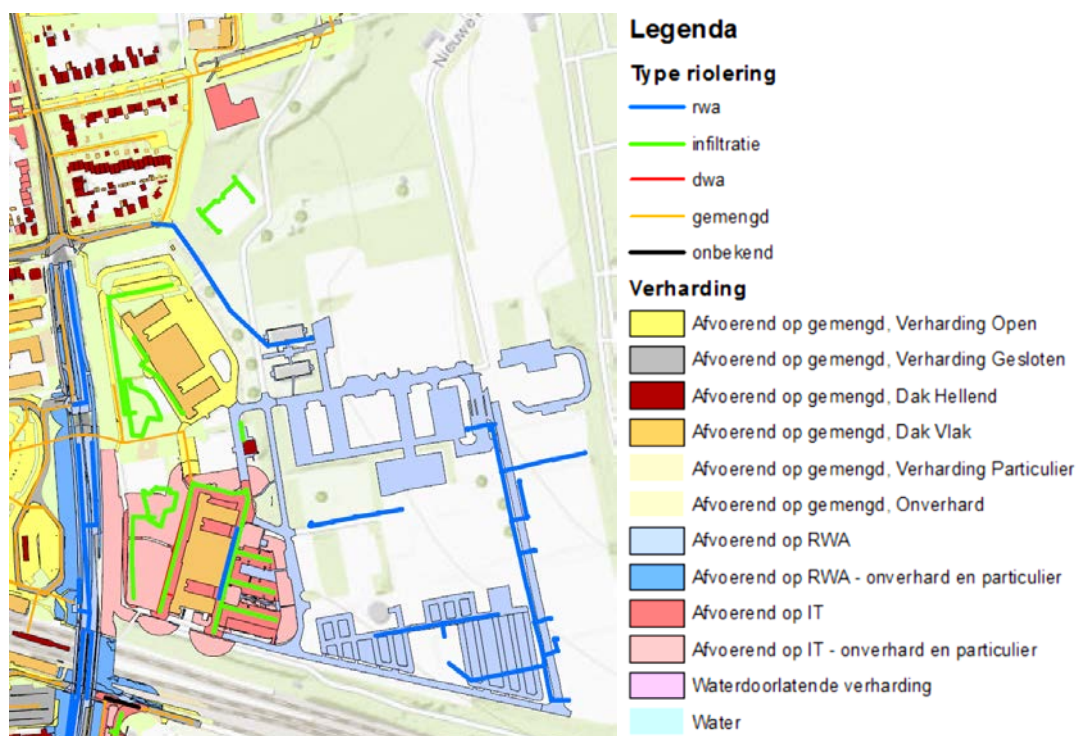 Nieuwe
Legenda
Type riolering
rwa
infiltratie
dwa
gemengd
onbekend
Verharding
Afvoerend op gemengd, Verharding Open
Afvoerend op gemengd, Verharding Gesloten
Afvoerend op gemengd, Dak Hellend
Afvoerend op gemengd, Dak Vlak
Afvoerend op gemengd, Verharding Particulier
Afvoerend op gemengd, Onverhard
Afvoerend op RWA
Afvoerend op RWA - onverhard en particulier
Afvoerend op IT
Afvoerend op IT - onverhard en particulier
Waterdoorlatende verharding
Water